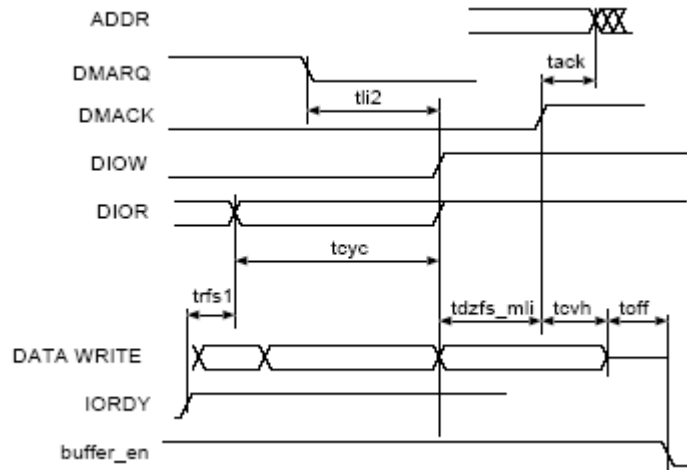 ADDR
DMARQ
tack
tli2
DMACK
DIOW
DIOR
tcyc
trfs1
tdzfs_mli
tcvh
toff
DATA WRITE
IORDY
buffer_en